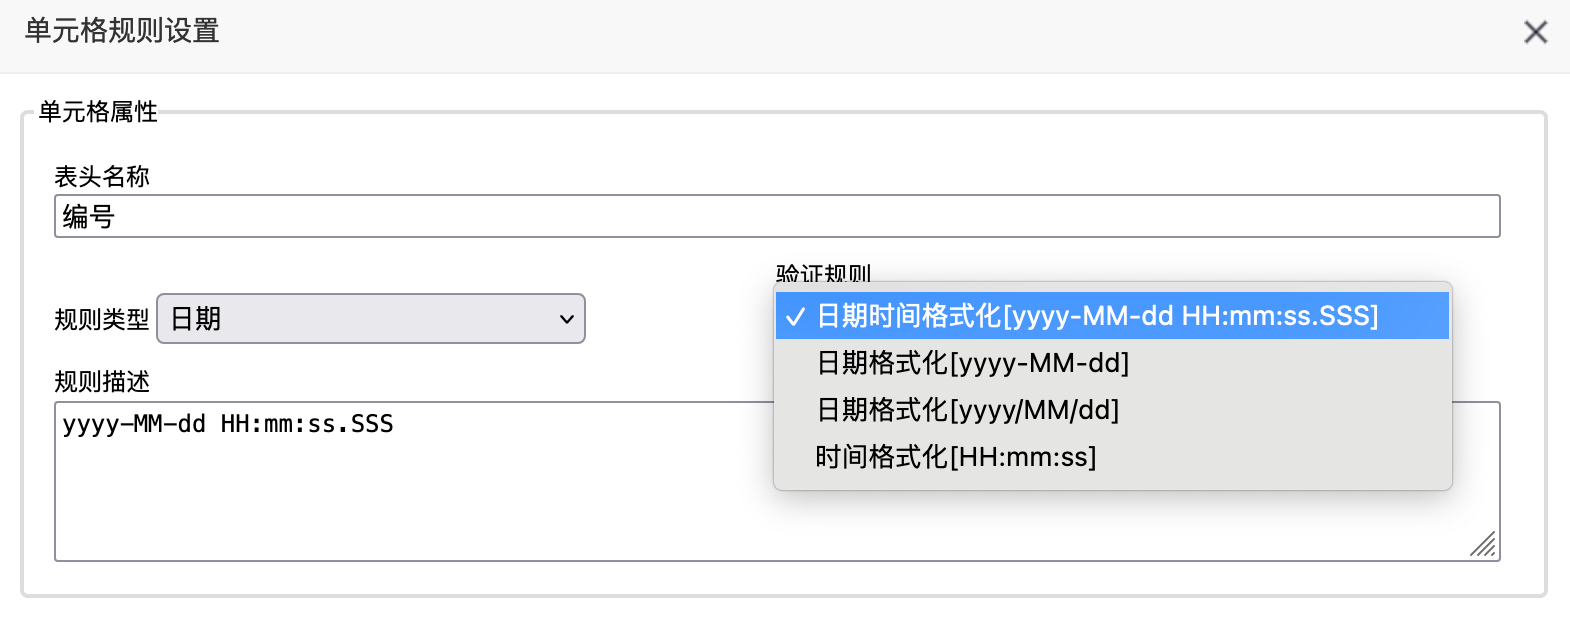 单元格规则设置
单元格属性
表头名称
编号
验证规则
规则类型 日期
日期时间格式化[yyyy-MM-dd HH:mm:ss.SSS]
日期格式化[yyyy-MM-dd]
日期格式化[yyyy/MM/dd]
时间格式化[HH:mm:ss]
规则描述
yyyy-MM-dd HH:mm:ss.SSS